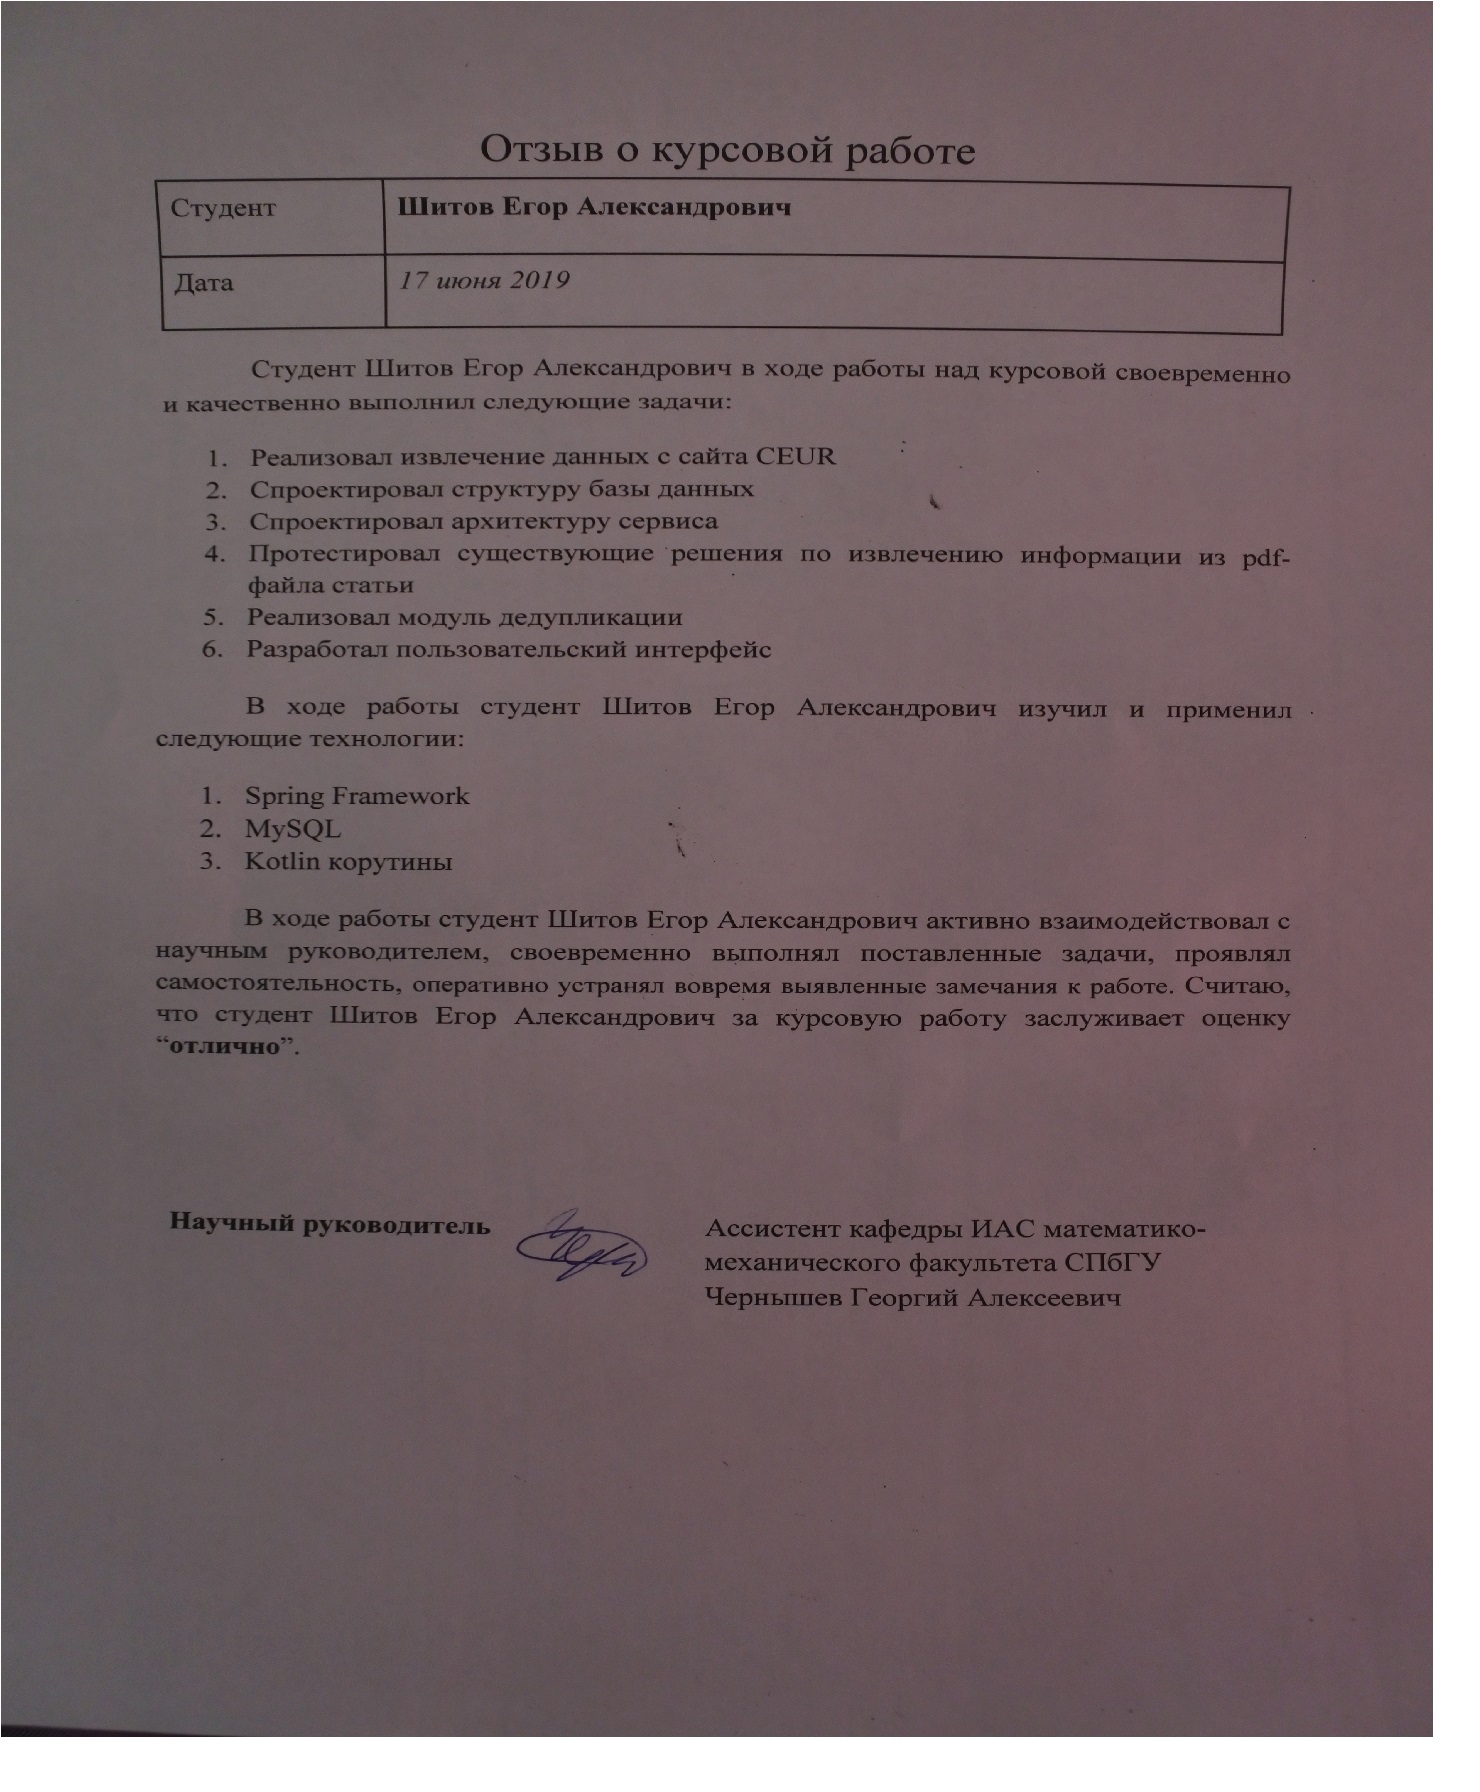 Отзыв о курсовой работе
Студент Шитов Егор Александрович
Дата 17 июня 2019
Студент Шитов Егор Александрович в ходе работы над курсовой своевременно
и качественно выполнил следующие задачи:
1. Реализовал извлечение данных с сайта CEUR
2. Спроектировал структуру базы данных
3. Спроектировал архитектуру сервиса
4. Протестировал существующие решения по извлечению информации из pdf-
файла статьи
5. Реализовал модуль дедупликации
6. Разработал пользовательский интерфейс
В ходе работы студент Шитов Егор Александрович изучил и применил
следующие технологии:
1. Spring Framework
2. MySQL
3. Kotlin корутины
В ходе работы студент Шитов Егор Александрович активно взаимодействовал с
научным руководителем, своевременно выполнял поставленные задачи, проявлял
самостоятельность, оперативно устранял вовремя выявленные замечания к работе. Считаю,
что студент Шитов Егор Александрович за курсовую работу заслуживает оценку
“отлично”.
Научный руководитель
Ассистент кафедры ИАС математико-
механического факультета СПбГУ
Чернышев Георгий Алексеевич